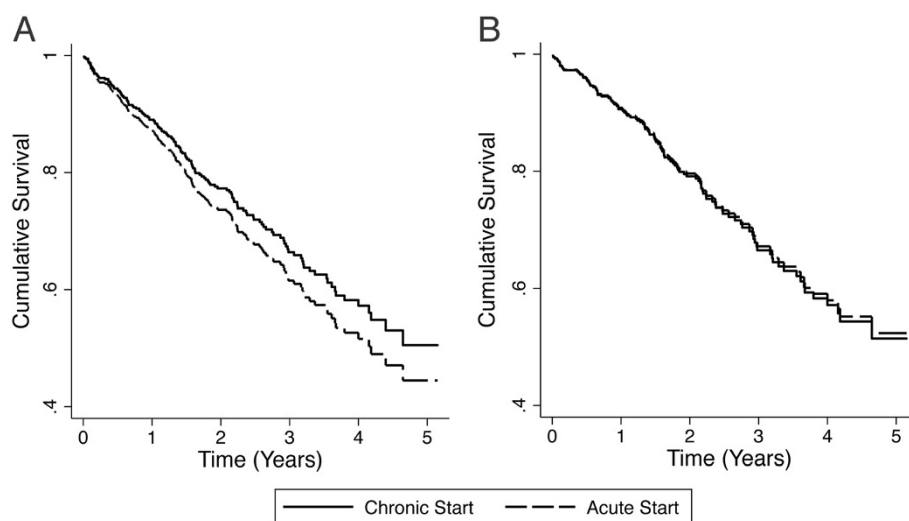 A
B
Cumulative Survival
1
.8
.6
.4
0 1 2 3 4 5
Time (Years)
Cumulative Survival
1
.8
.6
.4
0 1 2 3 4 5
Time (Years)
Chronic Start
Acute Start